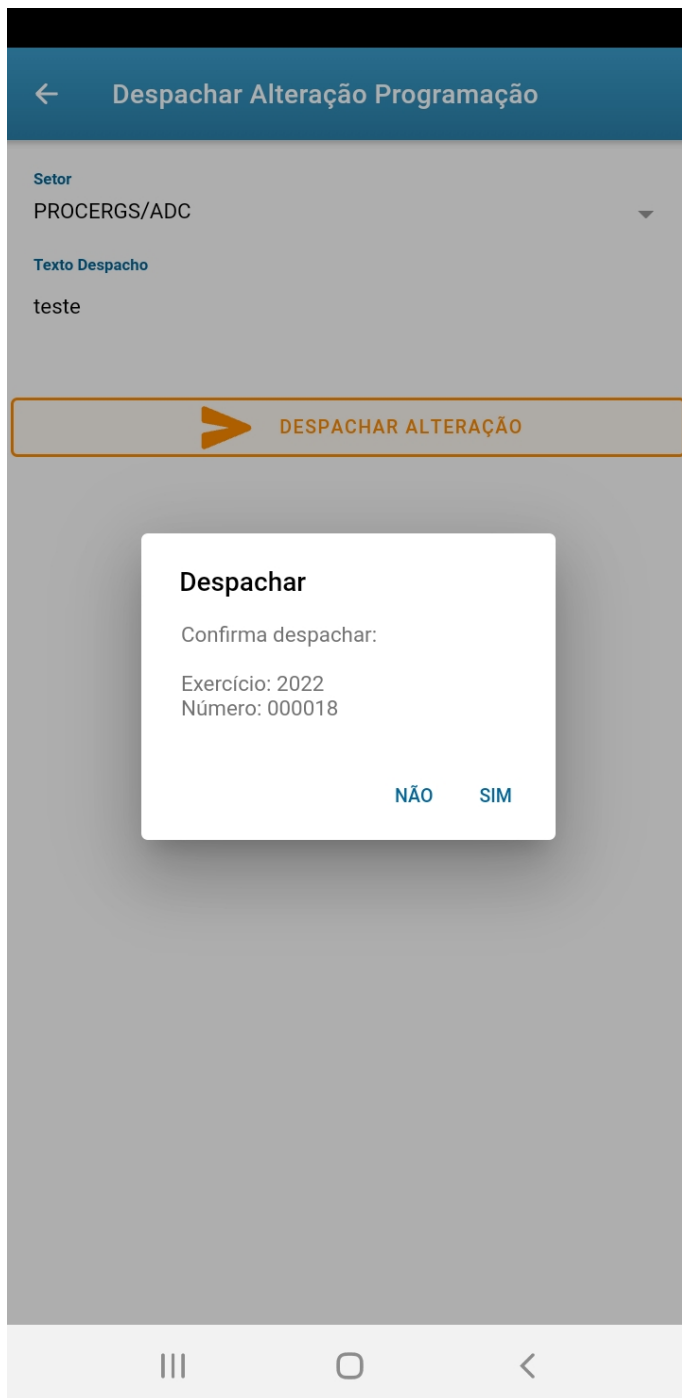 Despachar Alteração Programação
Setor
PROCERGS/ADC
Texto Despacho
teste
DESPACHAR ALTERAÇÃO
Despachar
Confirma despachar:
Exercício: 2022
Número: 000018
NÃO SIM